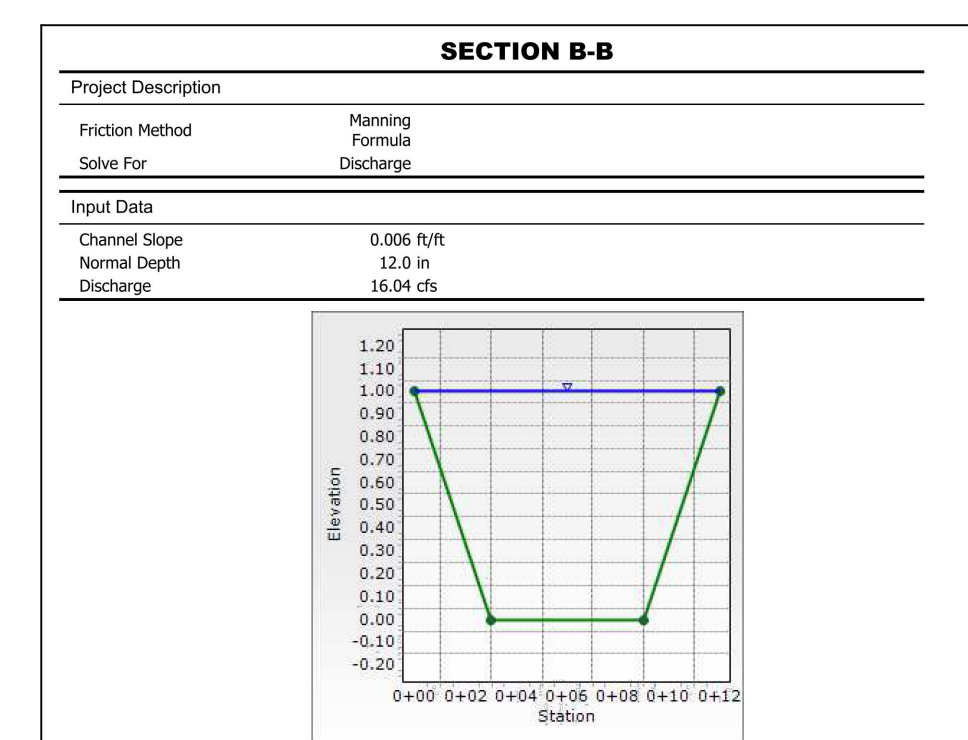 SECTION B-B
Project Description
Friction Method Manning Formula
Solve For Discharge
Input Data
Channel Slope 0.006 ft/ft
Normal Depth 12.0 in
Discharge 16.04 cfs
1.20
1.10
1.00
0.90
0.80
0.70
0.60
0.50
0.40
0.30
0.20
0.10
0.00
-0.10
-0.20
Elevation
0+00 0+02 0+04 0+06 0+08 0+10 0+12
Station